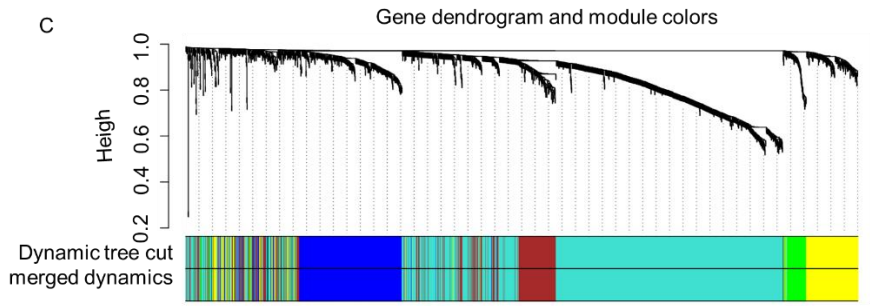 C
Gene dendrogram and module colors
Heigh
1.0
0.8
0.6
0.4
0.2
Dynamic tree cut
merged dynamics